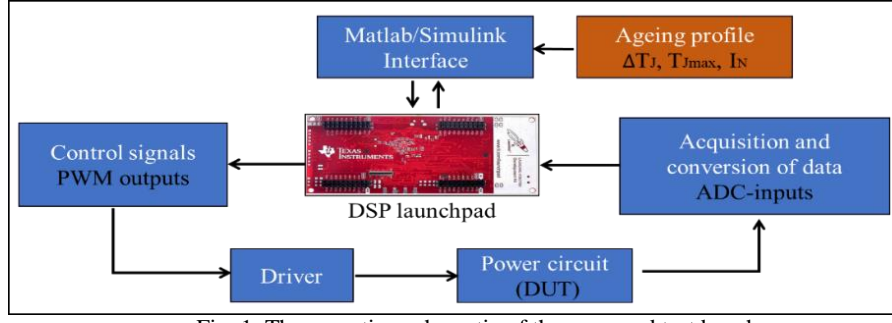 Matlab/Simulink
Interface
Ageing profile
ΔTJ, TJmax, IN
Control signals
PWM outputs
TEXAS
INSTRUMENTS
DSP launchpad
Acquisition and
conversion of data
ADC-inputs
Driver
Power circuit
(DUT)